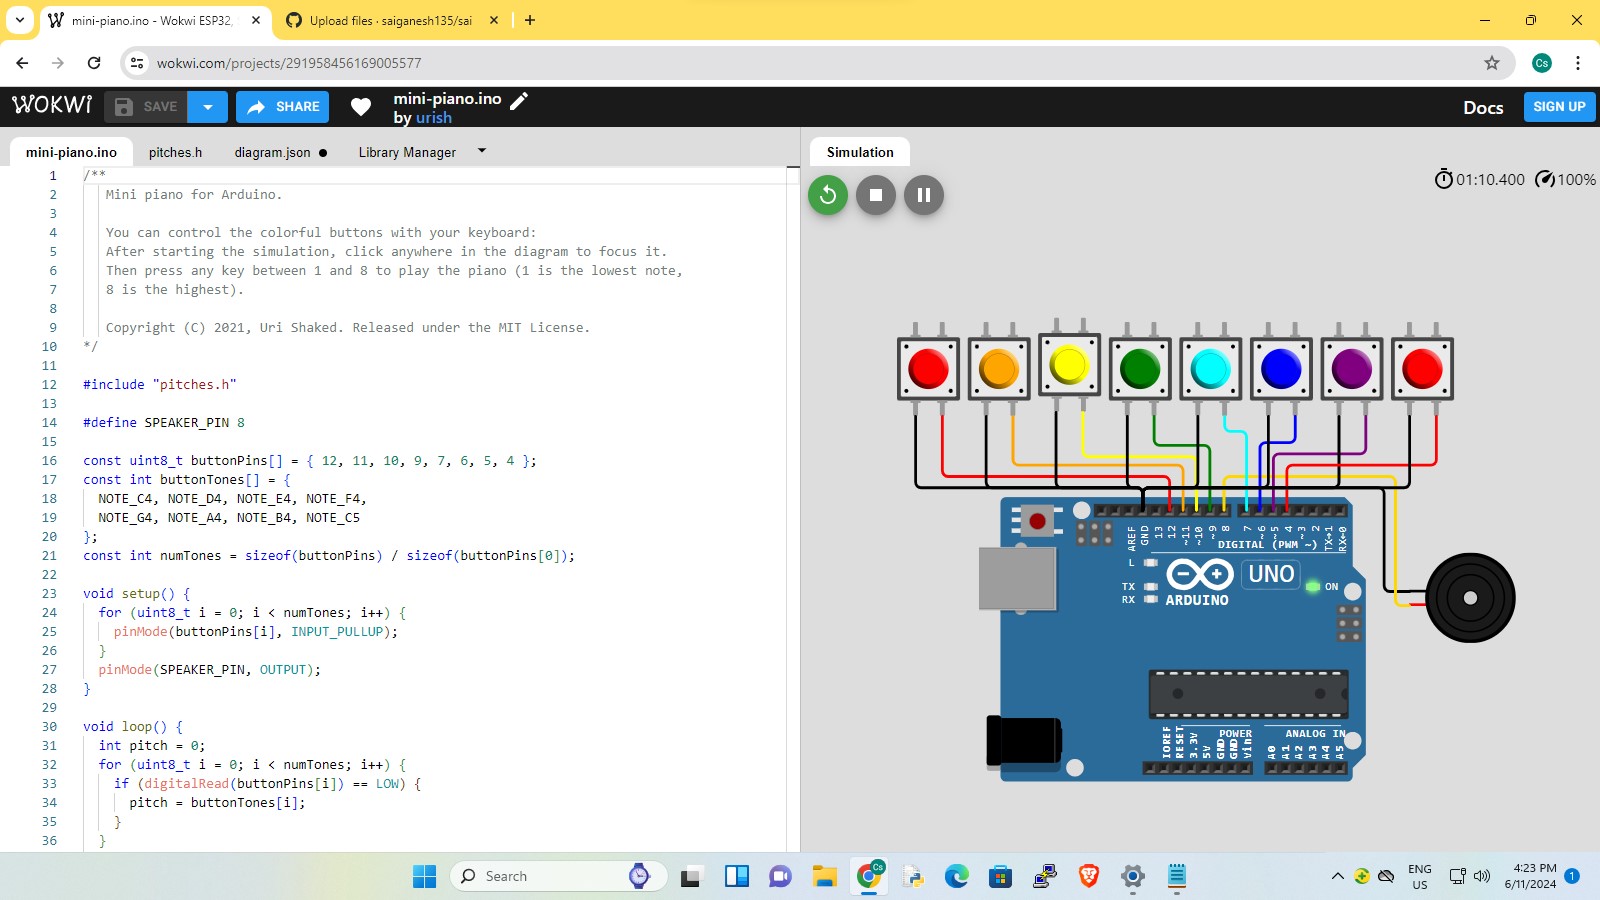 mini-piano.ino - Wokwi ESP32,
Upload files · saiganesh135/sai
wokwi.com/projects/291958456169005577
Cs
WOKWI
SAVE
SHARE
mini-piano.ino
by urish
Docs
SIGN UP
mini-piano.ino
pitches.h
diagram.json
Library Manager
Simulation
01:10.400
100%
1 /**
2 Mini piano for Arduino.
3
4 You can control the colorful buttons with your keyboard:
5 After starting the simulation, click anywhere in the diagram to focus it.
6 Then press any key between 1 and 8 to play the piano (1 is the lowest note,
7 8 is the highest).
8
9 Copyright (C) 2021, Uri Shaked. Released under the MIT License.
10 */
11
12 #include "pitches.h"
13
14 #define SPEAKER_PIN 8
15
16 const uint8_t buttonPins[] = { 12, 11, 10, 9, 7, 6, 5, 4 };
17 const int buttonTones[] = {
18 NOTE_C4, NOTE_D4, NOTE_E4, NOTE_F4,
19 NOTE_G4, NOTE_A4, NOTE_B4, NOTE_C5
20 };
21 const int numTones = sizeof(buttonPins) / sizeof(buttonPins[0]);
22
23 void setup() {
24 for (uint8_t i = 0; i < numTones; i++) {
25 pinMode(buttonPins[i], INPUT_PULLUP);
26 }
27 pinMode(SPEAKER_PIN, OUTPUT);
28 }
29
30 void loop() {
31 int pitch = 0;
32 for (uint8_t i = 0; i < numTones; i++) {
33 if (digitalRead(buttonPins[i]) == LOW) {
34 pitch = buttonTones[i];
35 }
36 }
AREF
GND
13
12
~11
~10
~9
8
7
~6
~5
4
~3
2
TX→1
RX←0
DIGITAL (PWM ~)
L
TX
RX
UNO
ON
ARDUINO
IOREF
RESET
3.3V
5V
GND
GND
Vin
POWER
ANALOG IN
A0
A1
A2
A3
A4
A5
Search
Cs
ENG
US
4:23 PM
6/11/2024
1